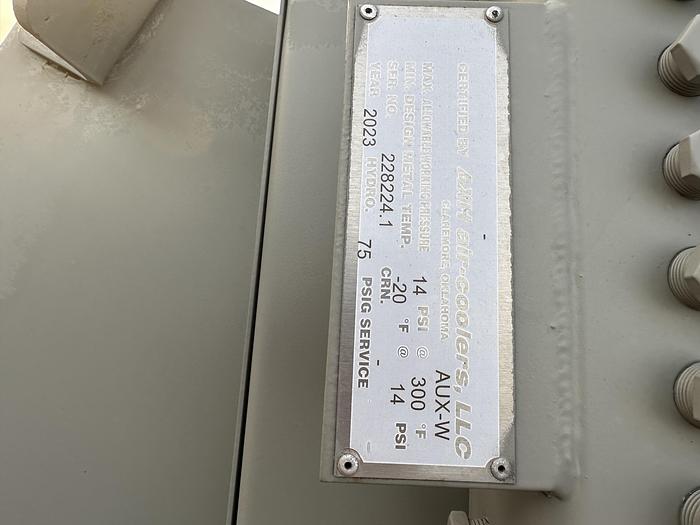 CERTIFIED BY AXH air-coolers, LLC
CLAREMORE, OKLAHOMA
AUX-W
MAX. ALLOWABLE WORKING PRESSURE 14 PSI @ 300 °F
MIN. DESIGN METAL TEMP. -20 °F @ 14 PSI
SER. NO. 228224.1 CRN. -
YEAR 2023 HYDRO. 75 PSIG SERVICE